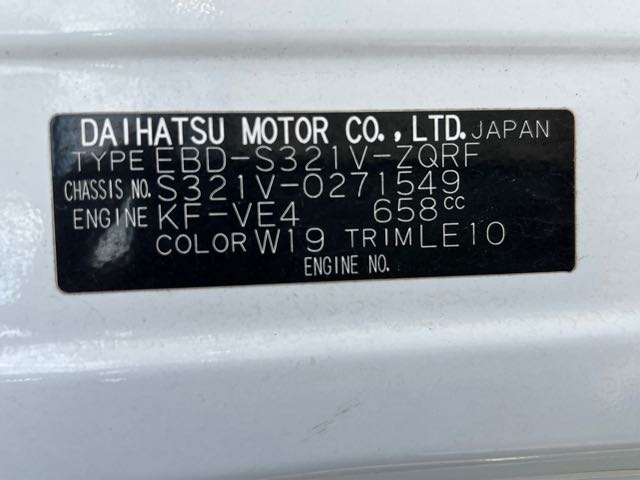 DAIHATSU MOTOR CO., LTD. JAPAN
TYPE EBD-S321V-ZQRF
CHASSIS NO. S321V-0271549
ENGINE KF-VE4 658cc
COLOR W19 TRIM LE10
ENGINE NO.